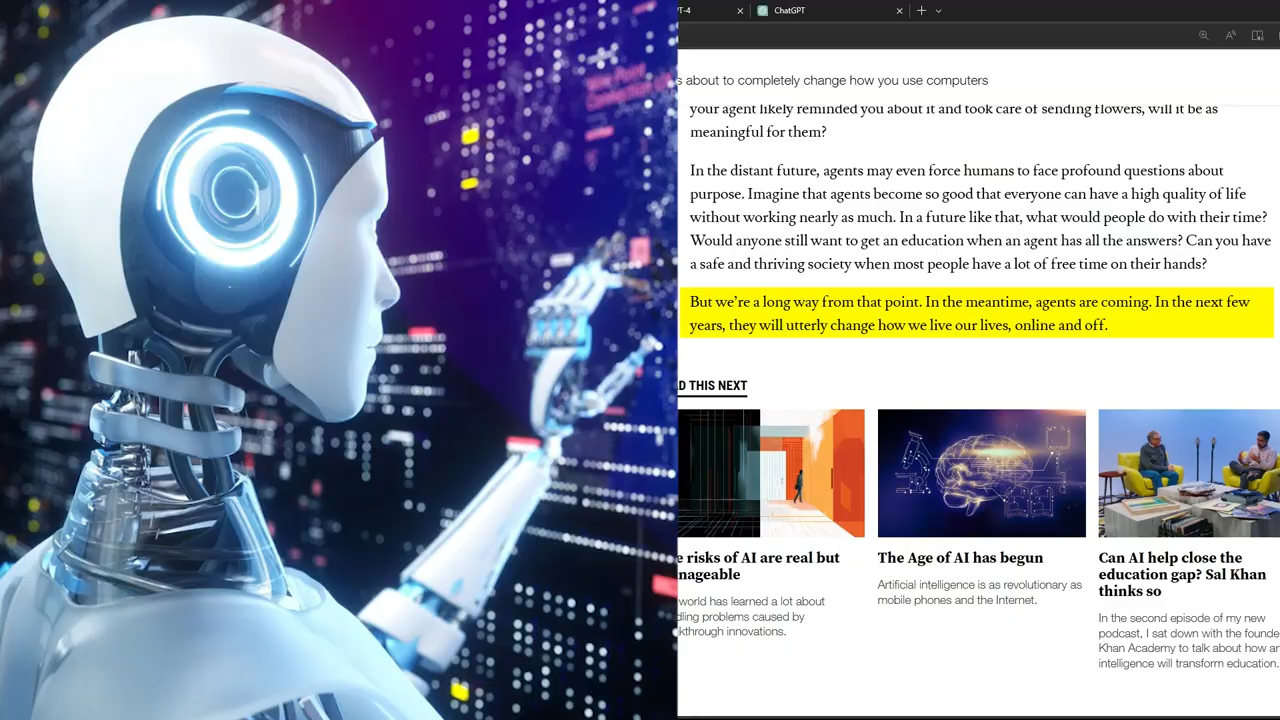 T-4
ChatGPT
s about to completely change how you use computers
your agent likely reminded you about it and took care of sending flowers, will it be as
meaningful for them?
In the distant future, agents may even force humans to face profound questions about
purpose. Imagine that agents become so good that everyone can have a high quality of life
without working nearly as much. In a future like that, what would people do with their time?
Would anyone still want to get an education when an agent has all the answers? Can you have
a safe and thriving society when most people have a lot of free time on their hands?
But we’re a long way from that point. In the meantime, agents are coming. In the next few
years, they will utterly change how we live our lives, online and off.
D THIS NEXT
e risks of AI are real but
nageable
world has learned a lot about
dling problems caused by
kthrough innovations.
The Age of AI has begun
Artificial intelligence is as revolutionary as
mobile phones and the Internet.
Can AI help close the
education gap? Sal Khan
thinks so
In the second episode of my new
podcast, I sat down with the founde
Khan Academy to talk about how ar
intelligence will transform education.